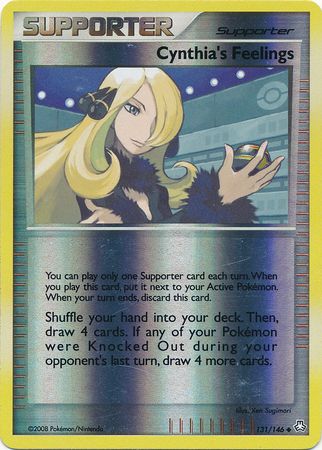 SUPPORTER Supporter
Cynthia's Feelings
You can play only one Supporter card each turn. When
you play this card, put it next to your Active Pokémon.
When your turn ends, discard this card.
Shuffle your hand into your deck. Then,
draw 4 cards. If any of your Pokémon
were Knocked Out during your
opponent's last turn, draw 4 more cards.
Illus. Ken Sugimori
©2008 Pokémon/Nintendo 131/146